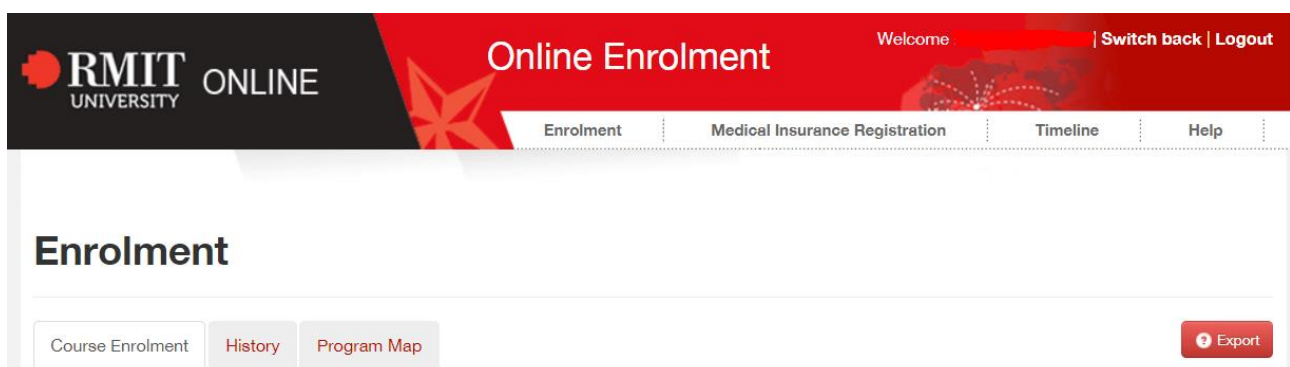 RMIT UNIVERSITY ONLINE
Online Enrolment
Welcome | Switch back | Logout
Enrolment Medical Insurance Registration Timeline Help
Enrolment
Course Enrolment History Program Map Export